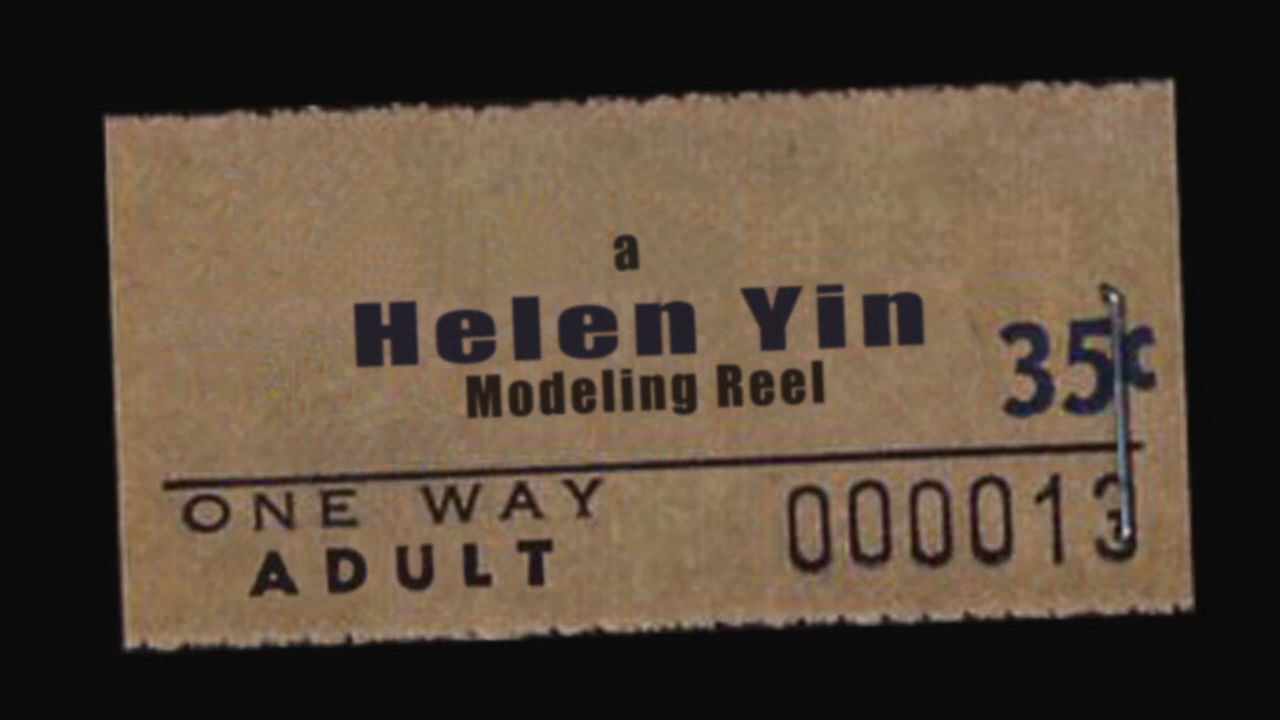 a
Helen Yin
Modeling Reel
35¢
ONE WAY
000013
ADULT